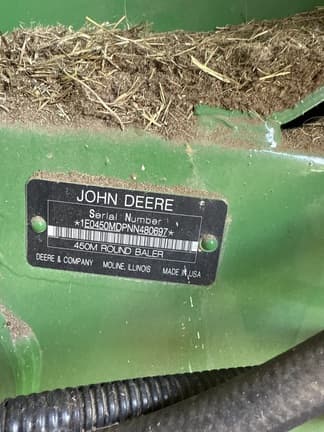 JOHN DEERE
Serial Number
*1E0450MDPNN480697*
450M ROUND BALER
DEERE & COMPANY MOLINE, ILLINOIS MADE IN USA